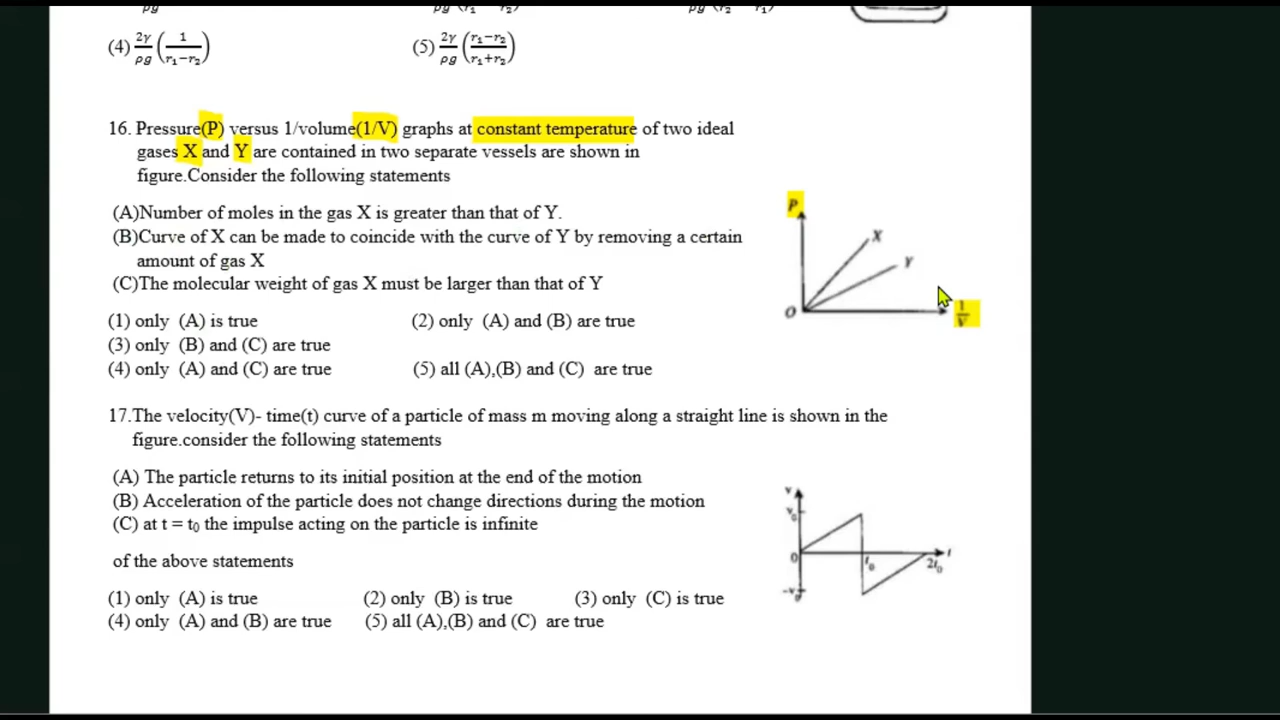 (4) 2γ/ρg (1/r₁−r₂) (5) 2γ/ρg (r₁−r₂/r₁+r₂)
16. Pressure(P) versus 1/volume(1/V) graphs at constant temperature of two ideal
gases X and Y are contained in two separate vessels are shown in
figure.Consider the following statements
(A)Number of moles in the gas X is greater than that of Y.
(B)Curve of X can be made to coincide with the curve of Y by removing a certain
amount of gas X
(C)The molecular weight of gas X must be larger than that of Y
(1) only (A) is true (2) only (A) and (B) are true
(3) only (B) and (C) are true
(4) only (A) and (C) are true (5) all (A),(B) and (C) are true
P
X
Y
O
1/V
17.The velocity(V)- time(t) curve of a particle of mass m moving along a straight line is shown in the
figure.consider the following statements
(A) The particle returns to its initial position at the end of the motion
(B) Acceleration of the particle does not change directions during the motion
(C) at t = t₀ the impulse acting on the particle is infinite
of the above statements
(1) only (A) is true (2) only (B) is true (3) only (C) is true
(4) only (A) and (B) are true (5) all (A),(B) and (C) are true
v
v₀
0
t₀
2t₀
t
-v₀